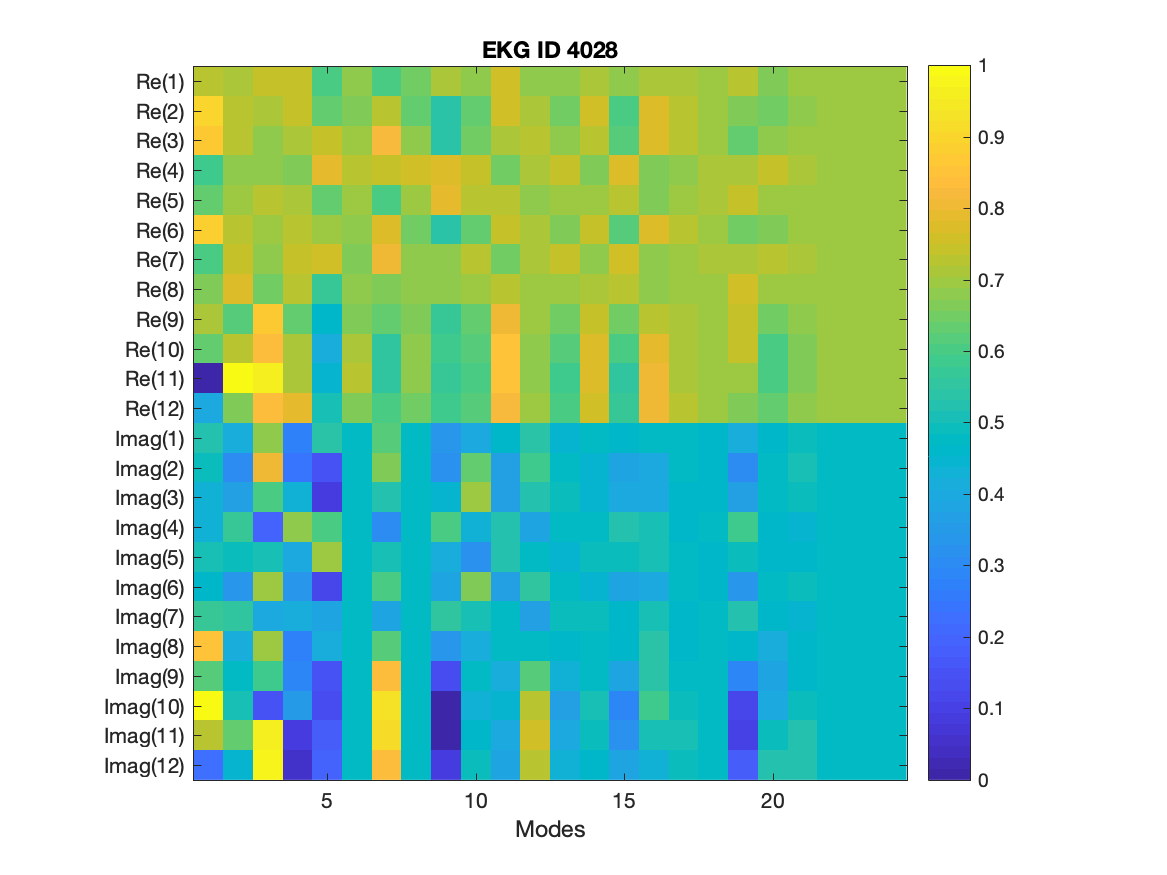 EKG ID 4028
Re(1)
Re(2)
Re(3)
Re(4)
Re(5)
Re(6)
Re(7)
Re(8)
Re(9)
Re(10)
Re(11)
Re(12)
Imag(1)
Imag(2)
Imag(3)
Imag(4)
Imag(5)
Imag(6)
Imag(7)
Imag(8)
Imag(9)
Imag(10)
Imag(11)
Imag(12)
5 10 15 20
Modes
1
0.9
0.8
0.7
0.6
0.5
0.4
0.3
0.2
0.1
0